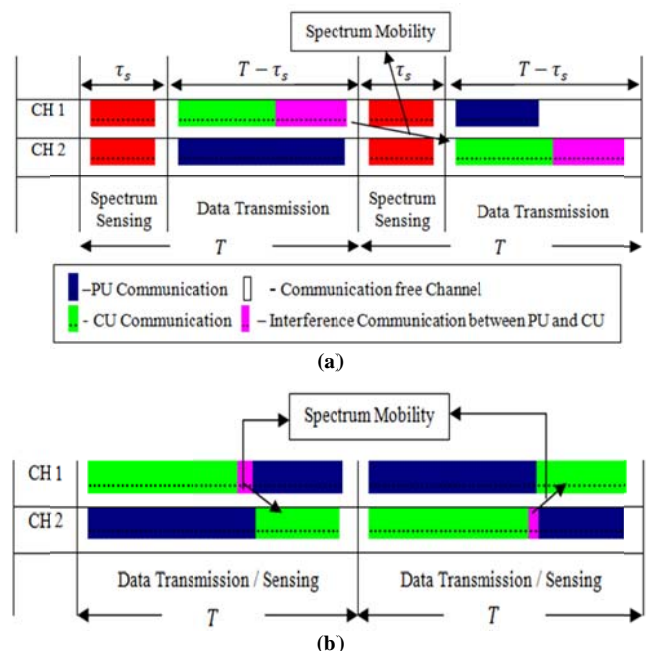 Spectrum Mobility
τs T − τs τs T − τs
CH 1
CH 2
Spectrum Sensing Data Transmission Spectrum Sensing Data Transmission
T T
–PU Communication - Communication free Channel
- CU Communication – Interference Communication between PU and CU
(a)
Spectrum Mobility
CH 1
CH 2
Data Transmission / Sensing Data Transmission / Sensing
T T
(b)